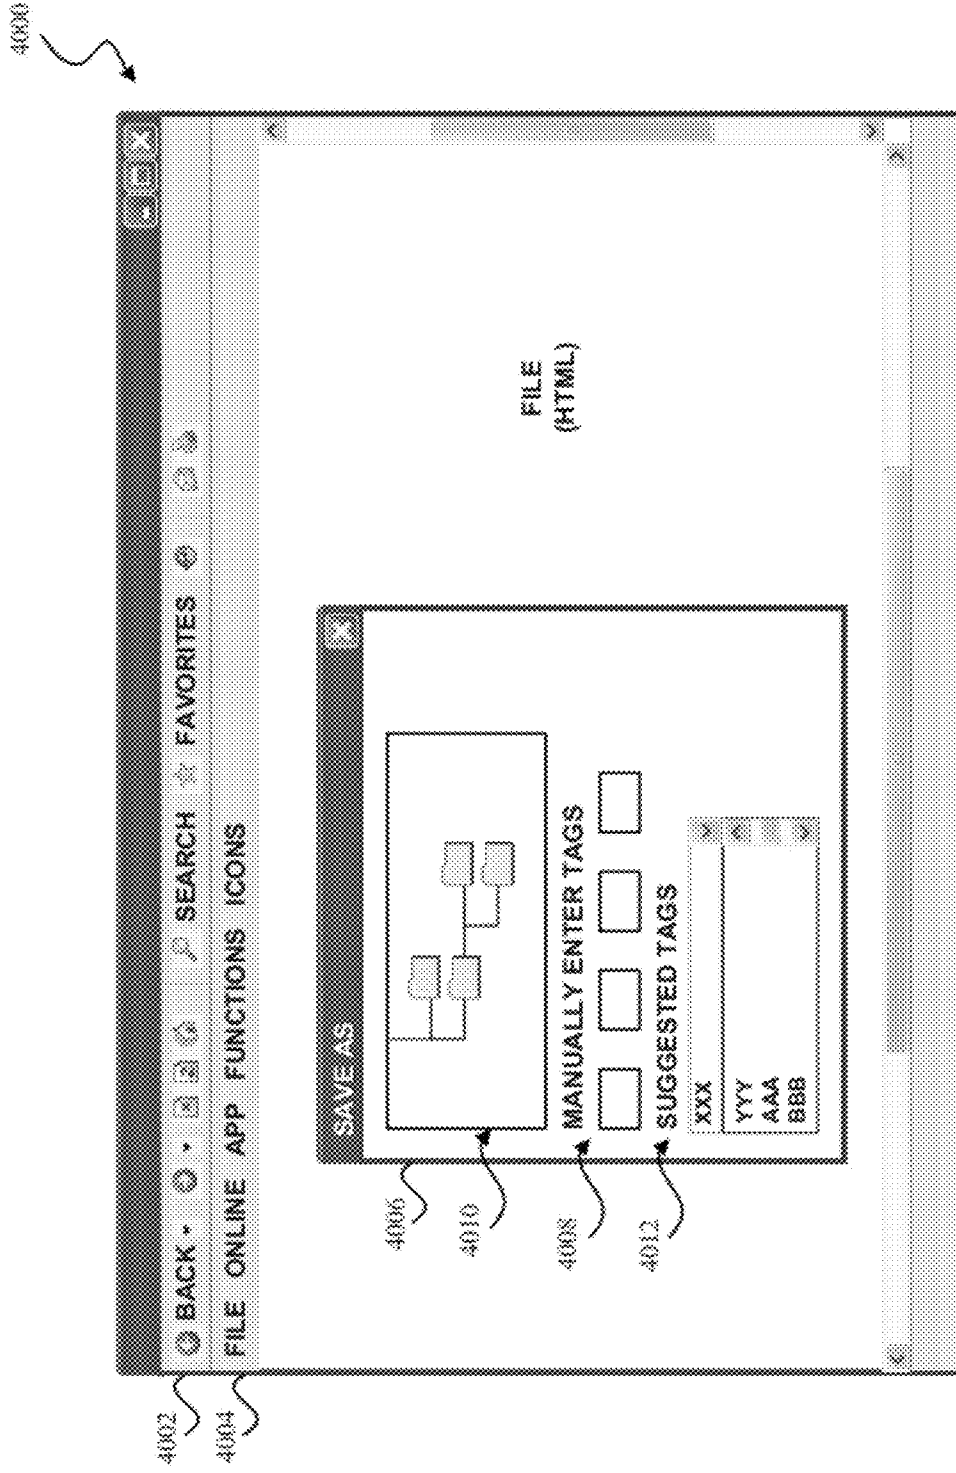 4000
4002
BACK SEARCH FAVORITES
4004
FILE ONLINE APP FUNCTIONS ICONS
4006
SAVE AS
4010
4008
MANUALLY ENTER TAGS
4012
SUGGESTED TAGS
XXX
YYY
AAA
BBB
FILE
(HTML)